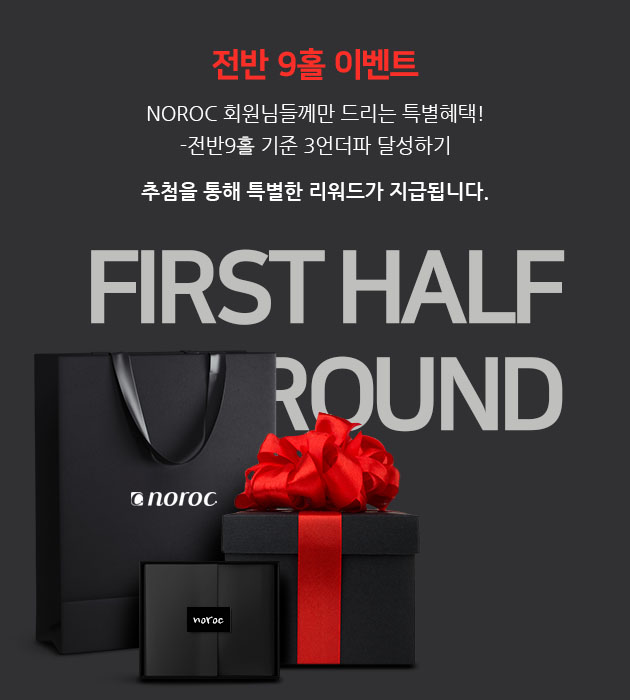 전반 9홀 이벤트
NOROC 회원님들께만 드리는 특별혜택!
-전반9홀 기준 3언더파 달성하기
추첨을 통해 특별한 리워드가 지급됩니다.
FIRST HALF
ROUND
noroc
noroc